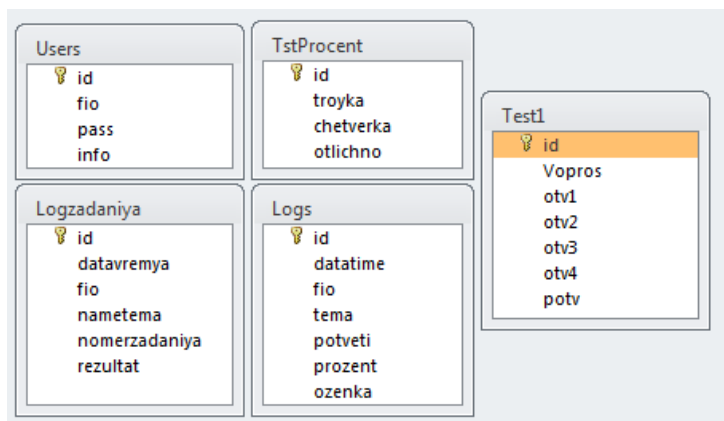 Users
id
fio
pass
info
TstProcent
id
troyka
chetverka
otlichno
Test1
id
Vopros
otv1
otv2
otv3
otv4
potv
Logzadaniya
id
datavremya
fio
nametema
nomerzadaniya
rezultat
Logs
id
datatime
fio
tema
potveti
prozent
ozenka